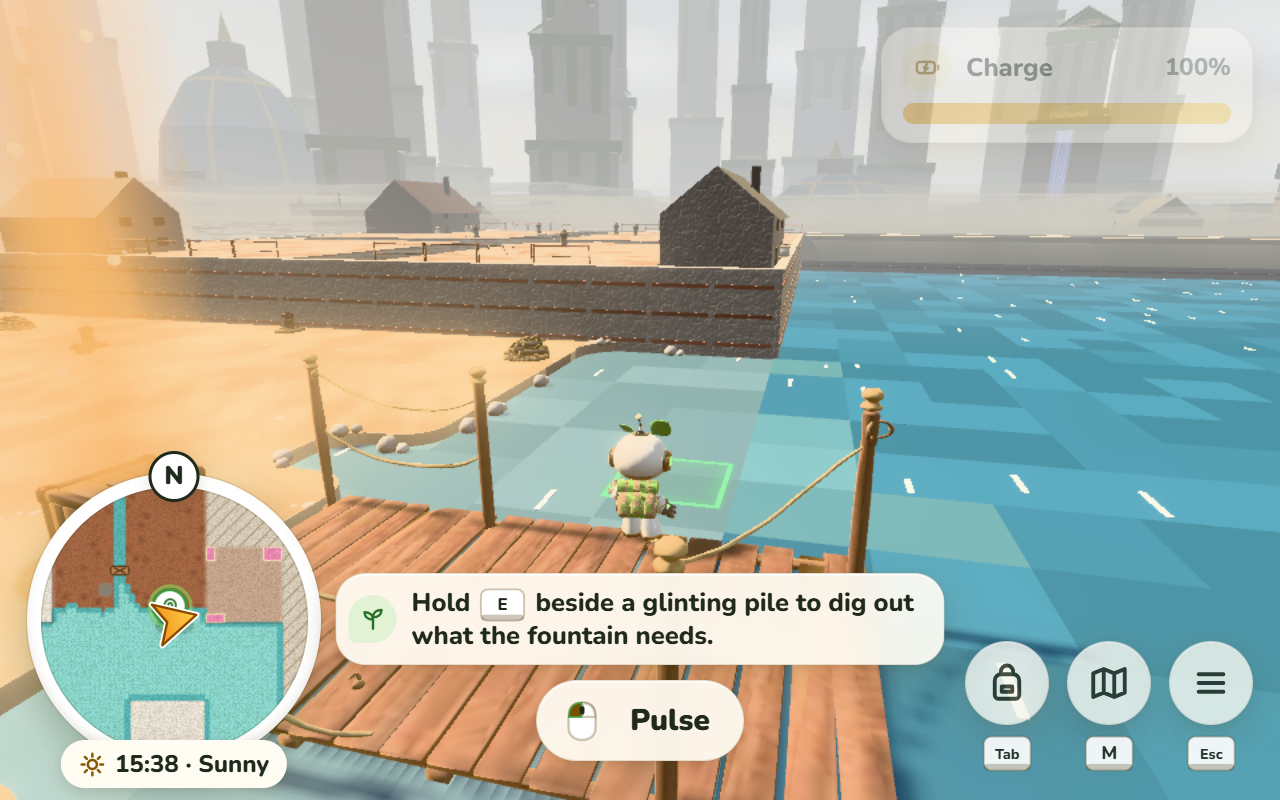 Charge 100%
N
Hold E beside a glinting pile to dig out
what the fountain needs.
Pulse
15:38 · Sunny
Tab
M
Esc